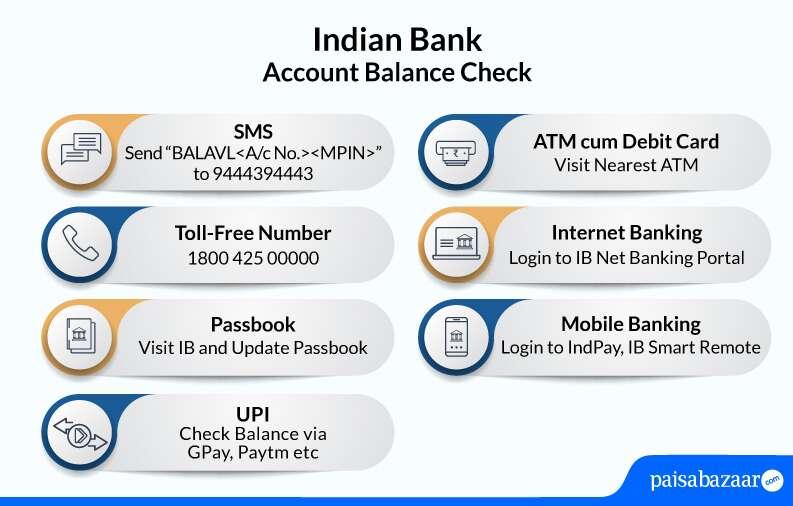 Indian Bank
Account Balance Check
SMS
Send “BALAVL<A/c No.><MPIN>”
to 9444394443
Toll-Free Number
1800 425 00000
Passbook
Visit IB and Update Passbook
UPI
Check Balance via
GPay, Paytm etc
ATM cum Debit Card
Visit Nearest ATM
Internet Banking
Login to IB Net Banking Portal
Mobile Banking
Login to IndPay, IB Smart Remote
paisabazaar.com